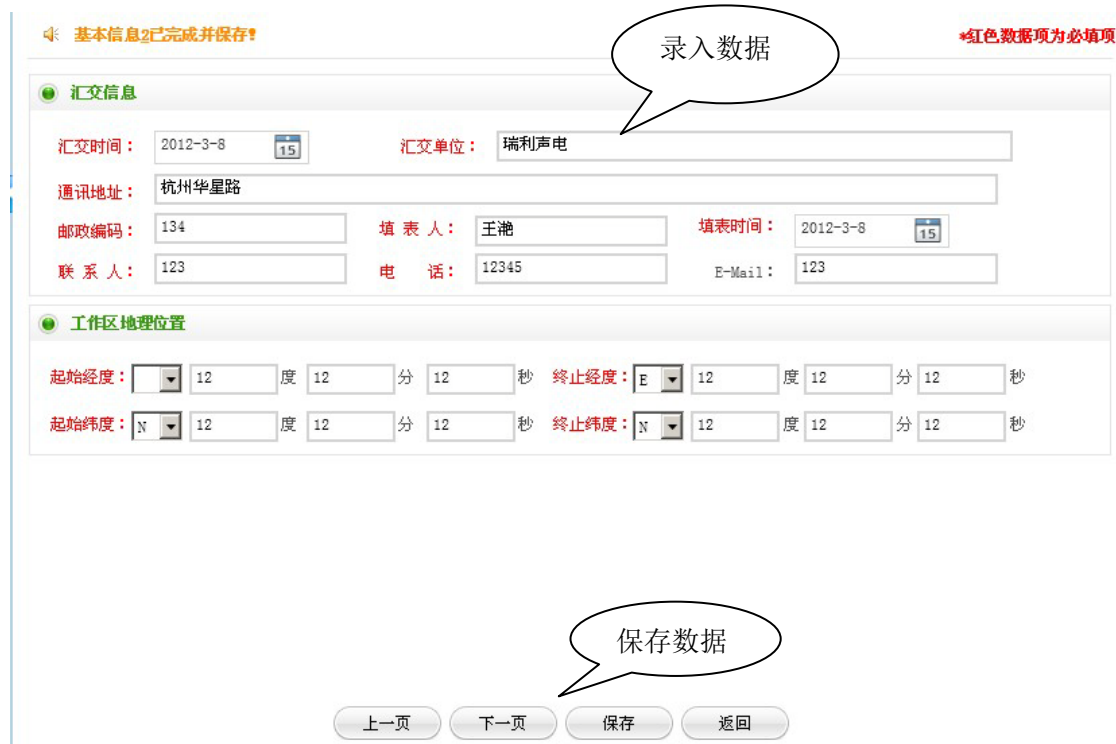 基本信息2已完成并保存!
*红色数据项为必填项
录入数据
汇交信息
汇交时间: 2012-3-8 15 汇交单位: 瑞利声电
通讯地址: 杭州华星路
邮政编码: 134 填 表 人: 王滟 填表时间: 2012-3-8 15
联 系 人: 123 电 话: 12345 E-Mail: 123
工作区地理位置
起始经度: 12 度 12 分 12 秒 终止经度: E 12 度 12 分 12 秒
起始纬度: N 12 度 12 分 12 秒 终止纬度: N 12 度 12 分 12 秒
保存数据
上一页 下一页 保存 返回